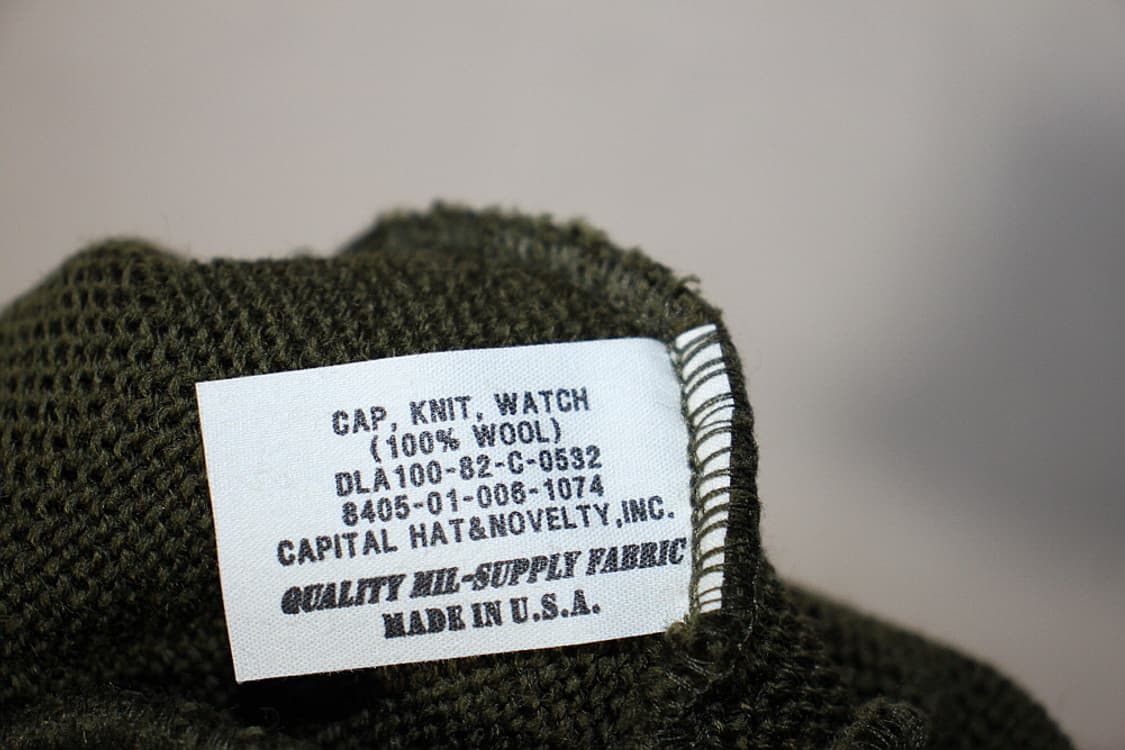 CAP, KNIT, WATCH
(100% WOOL)
DLA100-82-C-0532
8405-01-006-1074
CAPITAL HAT&NOVELTY,INC.
QUALITY MIL-SUPPLY FABRIC
MADE IN U.S.A.